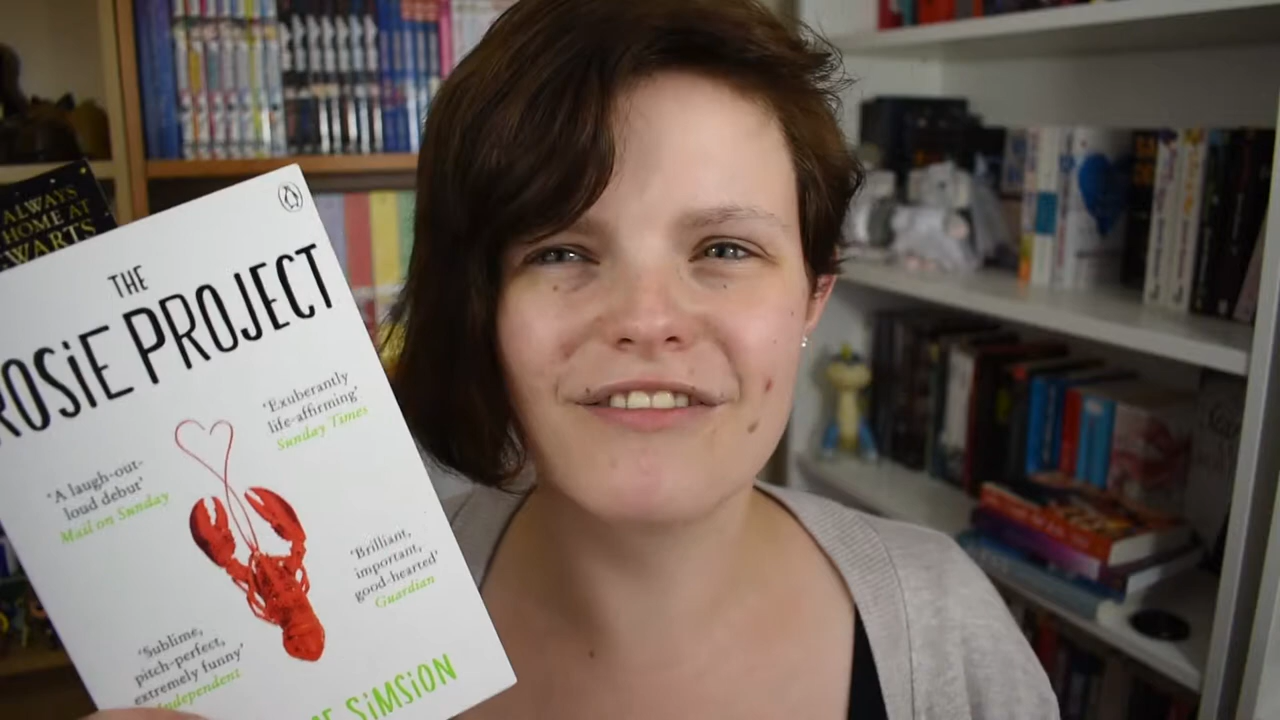 ALWAYS
HOME AT
WARTS
THE
ROSiE PROJECT
'Exuberantly
life-affirming'
Sunday Times
'A laugh-out-
loud debut'
Mail on Sunday
'Brilliant,
important,
good-hearted'
Guardian
'Sublime,
pitch-perfect,
extremely funny'
Independent
SiMSiON